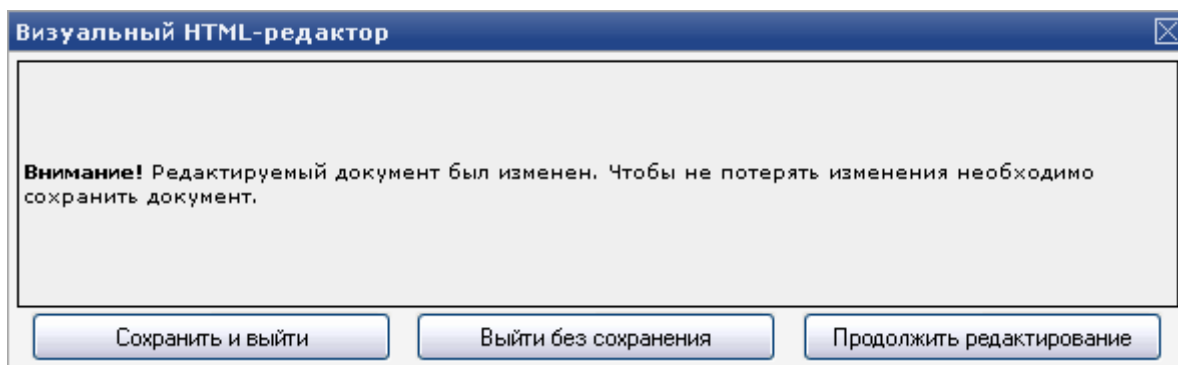 Визуальный HTML-редактор
Внимание! Редактируемый документ был изменен. Чтобы не потерять изменения необходимо
сохранить документ.
Сохранить и выйти
Выйти без сохранения
Продолжить редактирование